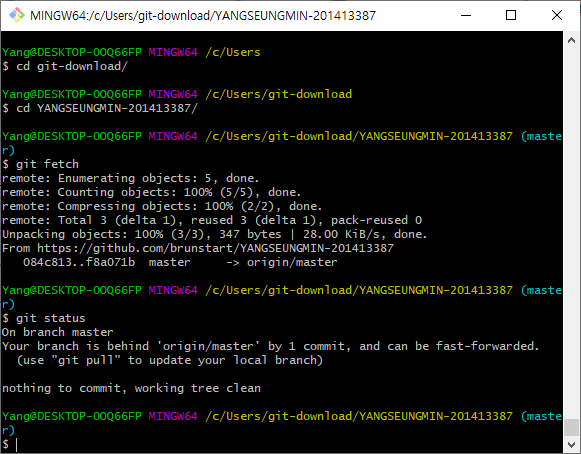 MINGW64:/c/Users/git-download/YANGSEUNGMIN-201413387
Yang@DESKTOP-OOQ66FP MINGW64 /c/Users
$ cd git-download/
Yang@DESKTOP-OOQ66FP MINGW64 /c/Users/git-download
$ cd YANGSEUNGMIN-201413387/
Yang@DESKTOP-OOQ66FP MINGW64 /c/Users/git-download/YANGSEUNGMIN-201413387 (maste
r)
$ git fetch
remote: Enumerating objects: 5, done.
remote: Counting objects: 100% (5/5), done.
remote: Compressing objects: 100% (2/2), done.
remote: Total 3 (delta 1), reused 3 (delta 1), pack-reused 0
Unpacking objects: 100% (3/3), 347 bytes | 28.00 KiB/s, done.
From https://github.com/brunstart/YANGSEUNGMIN-201413387
   084c813..f8a071b  master     -> origin/master
Yang@DESKTOP-OOQ66FP MINGW64 /c/Users/git-download/YANGSEUNGMIN-201413387 (maste
r)
$ git status
On branch master
Your branch is behind 'origin/master' by 1 commit, and can be fast-forwarded.
  (use "git pull" to update your local branch)
nothing to commit, working tree clean
Yang@DESKTOP-OOQ66FP MINGW64 /c/Users/git-download/YANGSEUNGMIN-201413387 (maste
r)
$